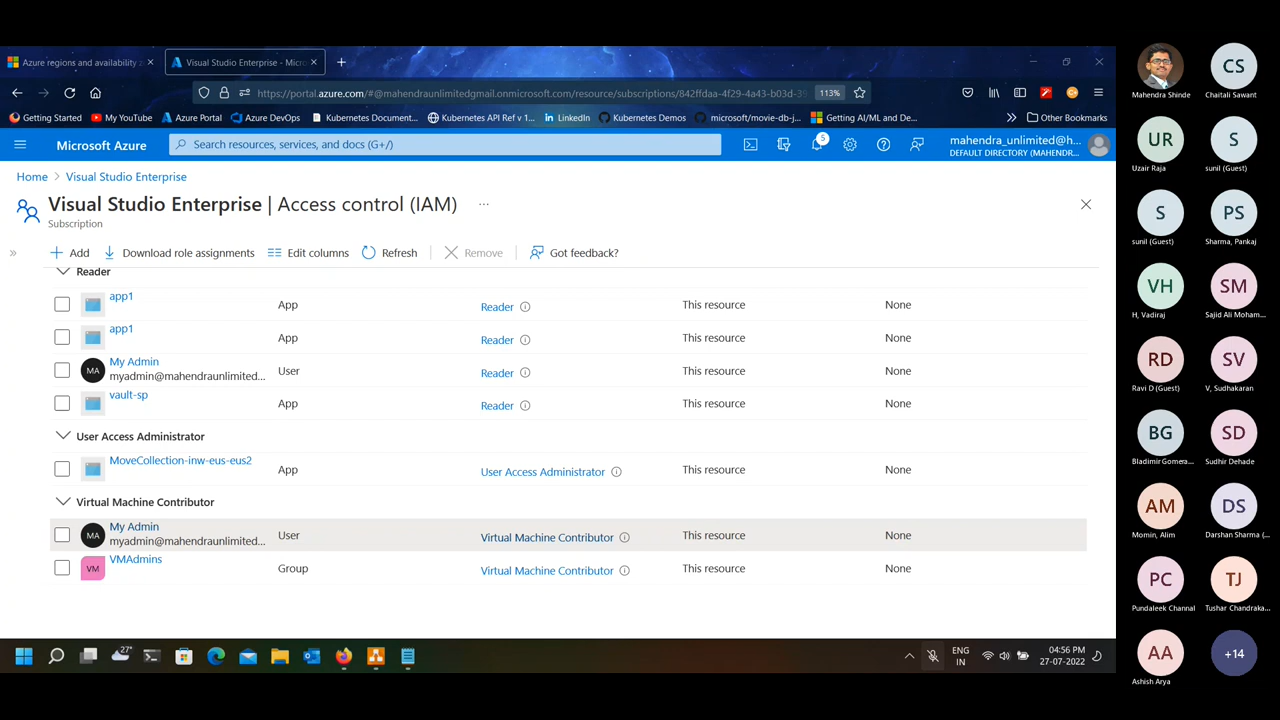 Azure regions and availability z
Visual Studio Enterprise - Micro
https://portal.azure.com/#@mahendraunlimitedgmail.onmicrosoft.com/resource/subscriptions/842ffdaa-4f29-4a43-b03d-39
113%
Getting Started
My YouTube
Azure Portal
Azure DevOps
Kubernetes Document...
Kubernetes API Ref v 1...
LinkedIn
Kubernetes Demos
microsoft/movie-db-j...
Getting AI/ML and De...
Other Bookmarks
Microsoft Azure
Search resources, services, and docs (G+/)
5
mahendra_unlimited@h...
DEFAULT DIRECTORY (MAHENDR...
Home > Visual Studio Enterprise
Visual Studio Enterprise | Access control (IAM) ...
Subscription
Add
Download role assignments
Edit columns
Refresh
Remove
Got feedback?
Reader
app1 App Reader This resource None
app1 App Reader This resource None
My Admin
myadmin@mahendraunlimited...
MA User Reader This resource None
vault-sp App Reader This resource None
User Access Administrator
MoveCollection-inw-eus-eus2 App User Access Administrator This resource None
Virtual Machine Contributor
My Admin
myadmin@mahendraunlimited...
MA User Virtual Machine Contributor This resource None
VM VMAdmins Group Virtual Machine Contributor This resource None
27°
ENG
IN
04:56 PM
27-07-2022
Mahendra Shinde
CS
Chaitali Sawant
UR
Uzair Raja
S
sunil (Guest)
S
sunil (Guest)
PS
Sharma, Pankaj
VH
H, Vadiraj
SM
Sajid Ali Moham...
RD
Ravi D (Guest)
SV
V, Sudhakaran
BG
Bladimir Gomera...
SD
Sudhir Dehade
AM
Momin, Alim
DS
Darshan Sharma (...
PC
Pundaleek Channal
TJ
Tushar Chandraka...
AA
Ashish Arya
+14